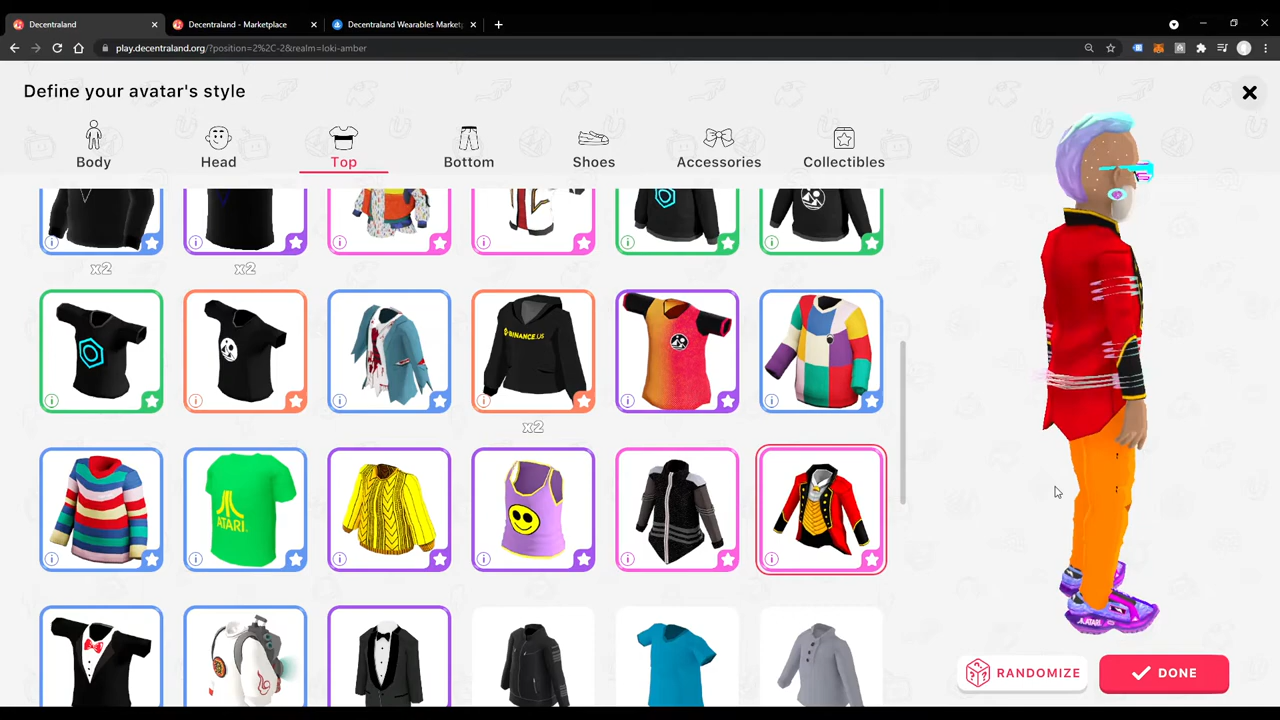 Decentraland
Decentraland - Marketplace
Decentraland Wearables Market
play.decentraland.org/?position=2%2C-2&realm=loki-amber
Define your avatar's style
Body
Head
Top
Bottom
Shoes
Accessories
Collectibles
x2
x2
BINANCE.US
x2
ATARI
ATARI
RANDOMIZE
DONE